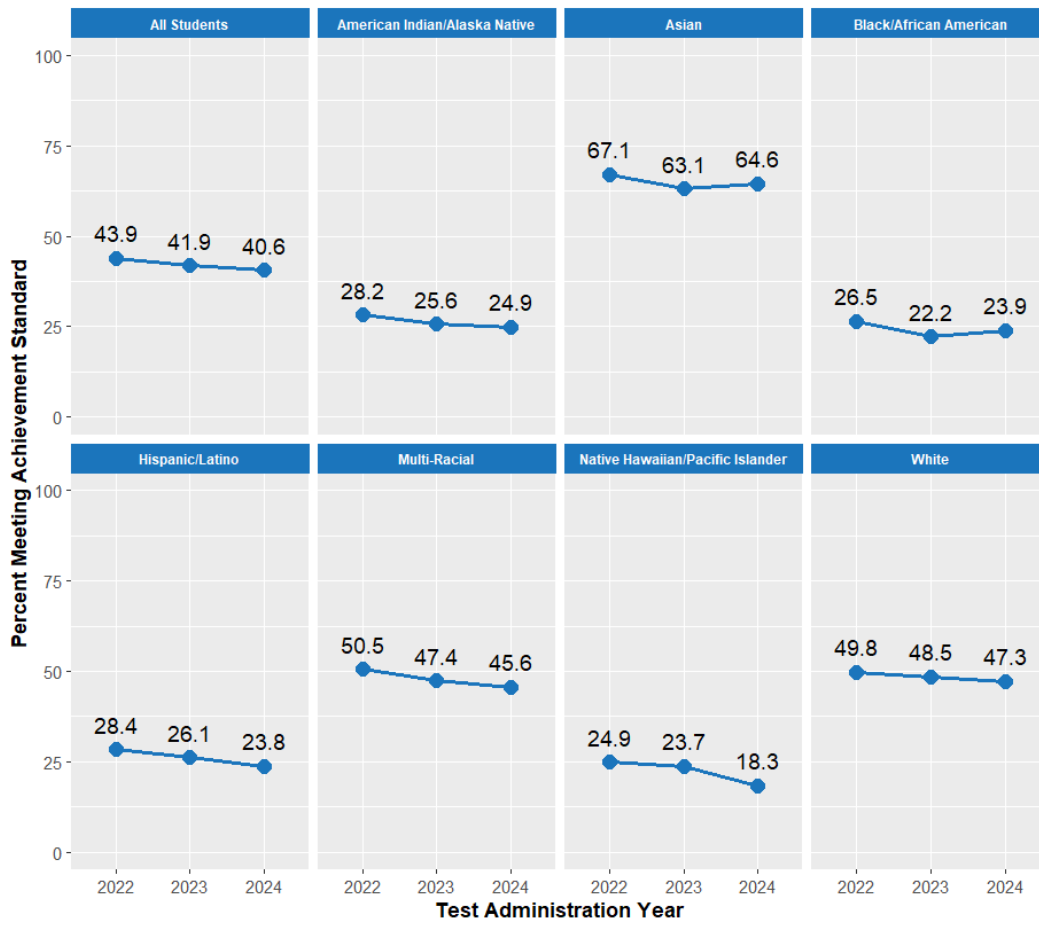 All Students American Indian/Alaska Native Asian Black/African American
100
75
50
25
0
43.9 41.9 40.6
28.2 25.6 24.9
67.1 63.1 64.6
26.5 22.2 23.9
Percent Meeting Achievement Standard
Hispanic/Latino Multi-Racial Native Hawaiian/Pacific Islander White
100
75
50
25
0
28.4 26.1 23.8
50.5 47.4 45.6
24.9 23.7 18.3
49.8 48.5 47.3
2022 2023 2024 2022 2023 2024 2022 2023 2024 2022 2023 2024
Test Administration Year